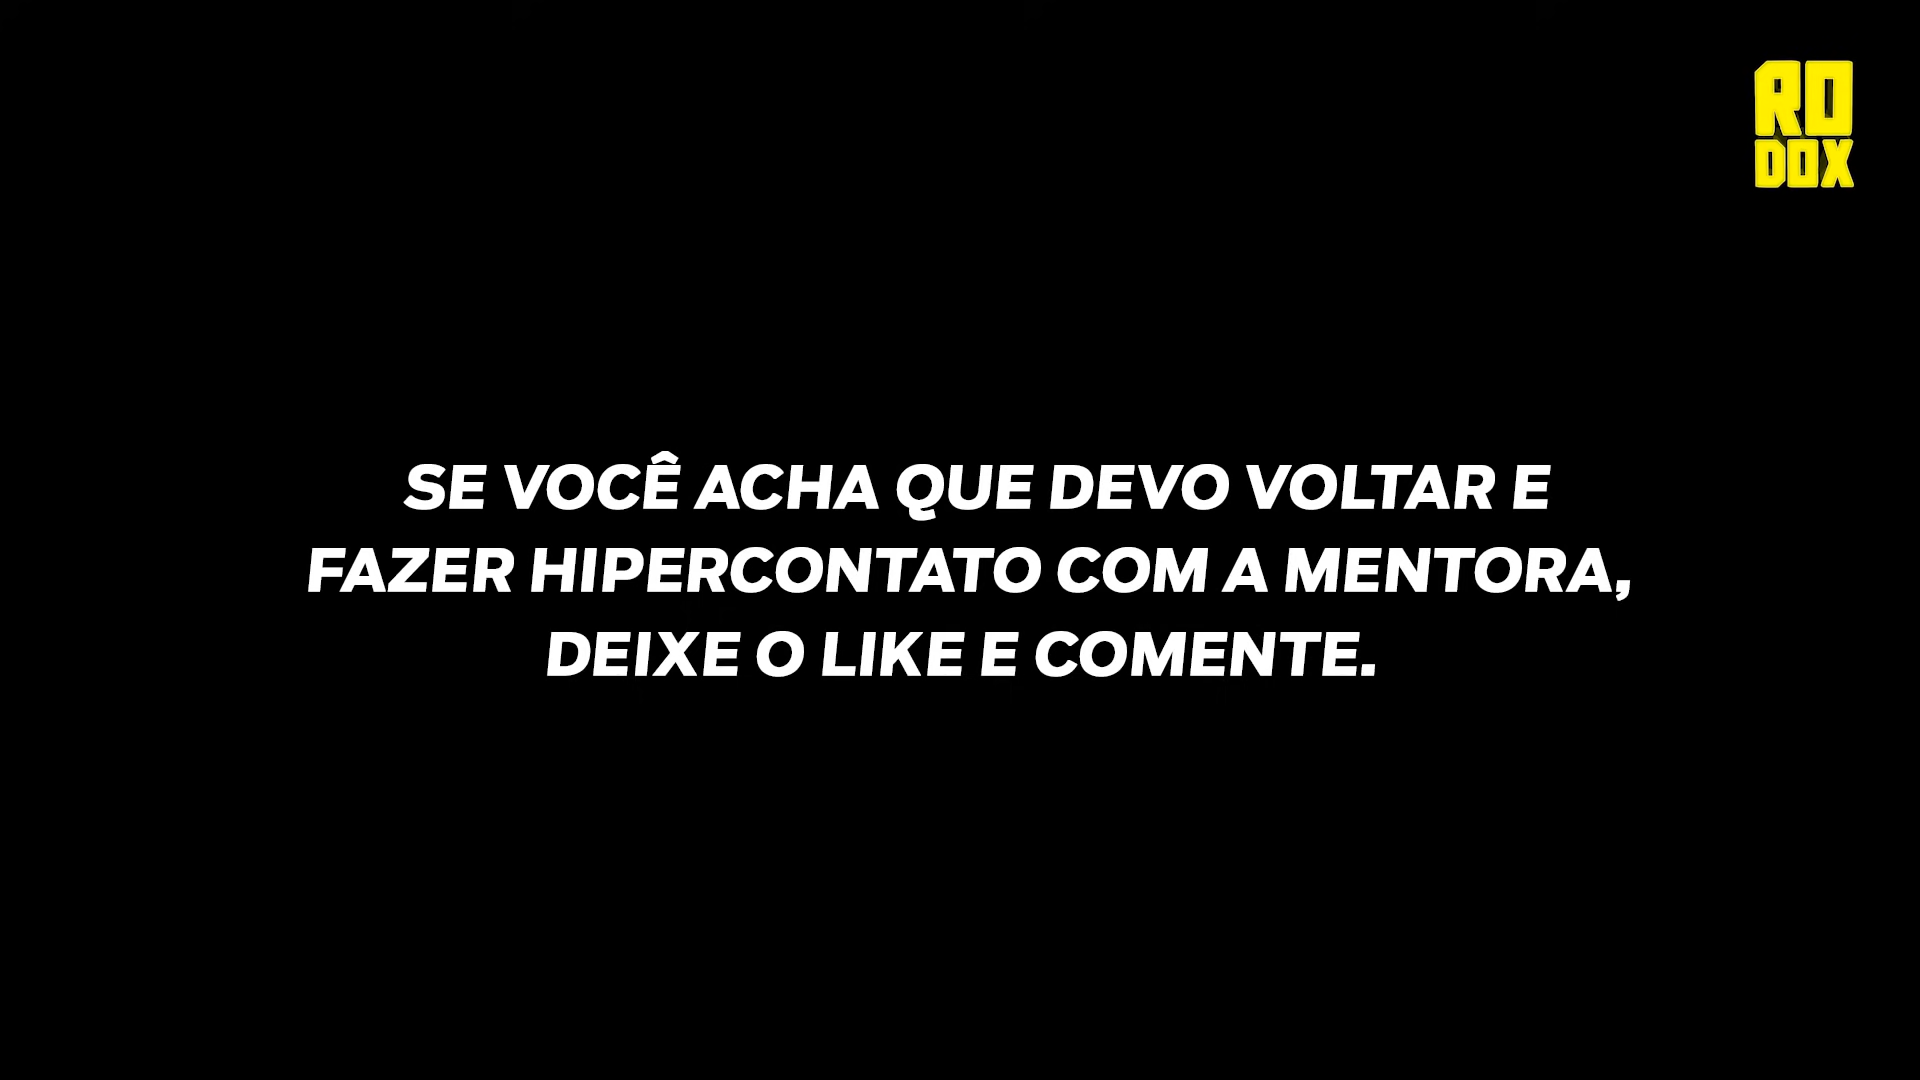 RO
DOX
SE VOCÊ ACHA QUE DEVO VOLTAR E
FAZER HIPERCONTATO COM A MENTORA,
DEIXE O LIKE E COMENTE.